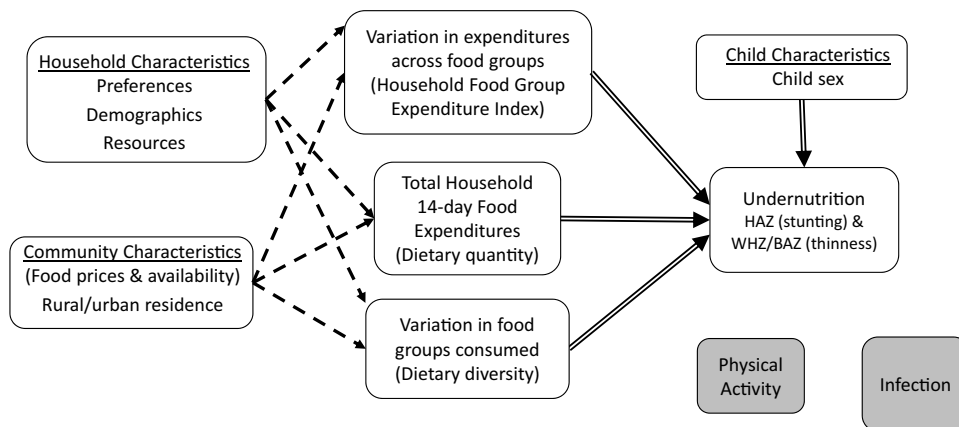 Household Characteristics
Preferences
Demographics
Resources
Community Characteristics
(Food prices & availability)
Rural/urban residence
Variation in expenditures
across food groups
(Household Food Group
Expenditure Index)
Total Household
14-day Food
Expenditures
(Dietary quantity)
Variation in food
groups consumed
(Dietary diversity)
Child Characteristics
Child sex
Undernutrition
HAZ (stunting) &
WHZ/BAZ (thinness)
Physical
Activity
Infection